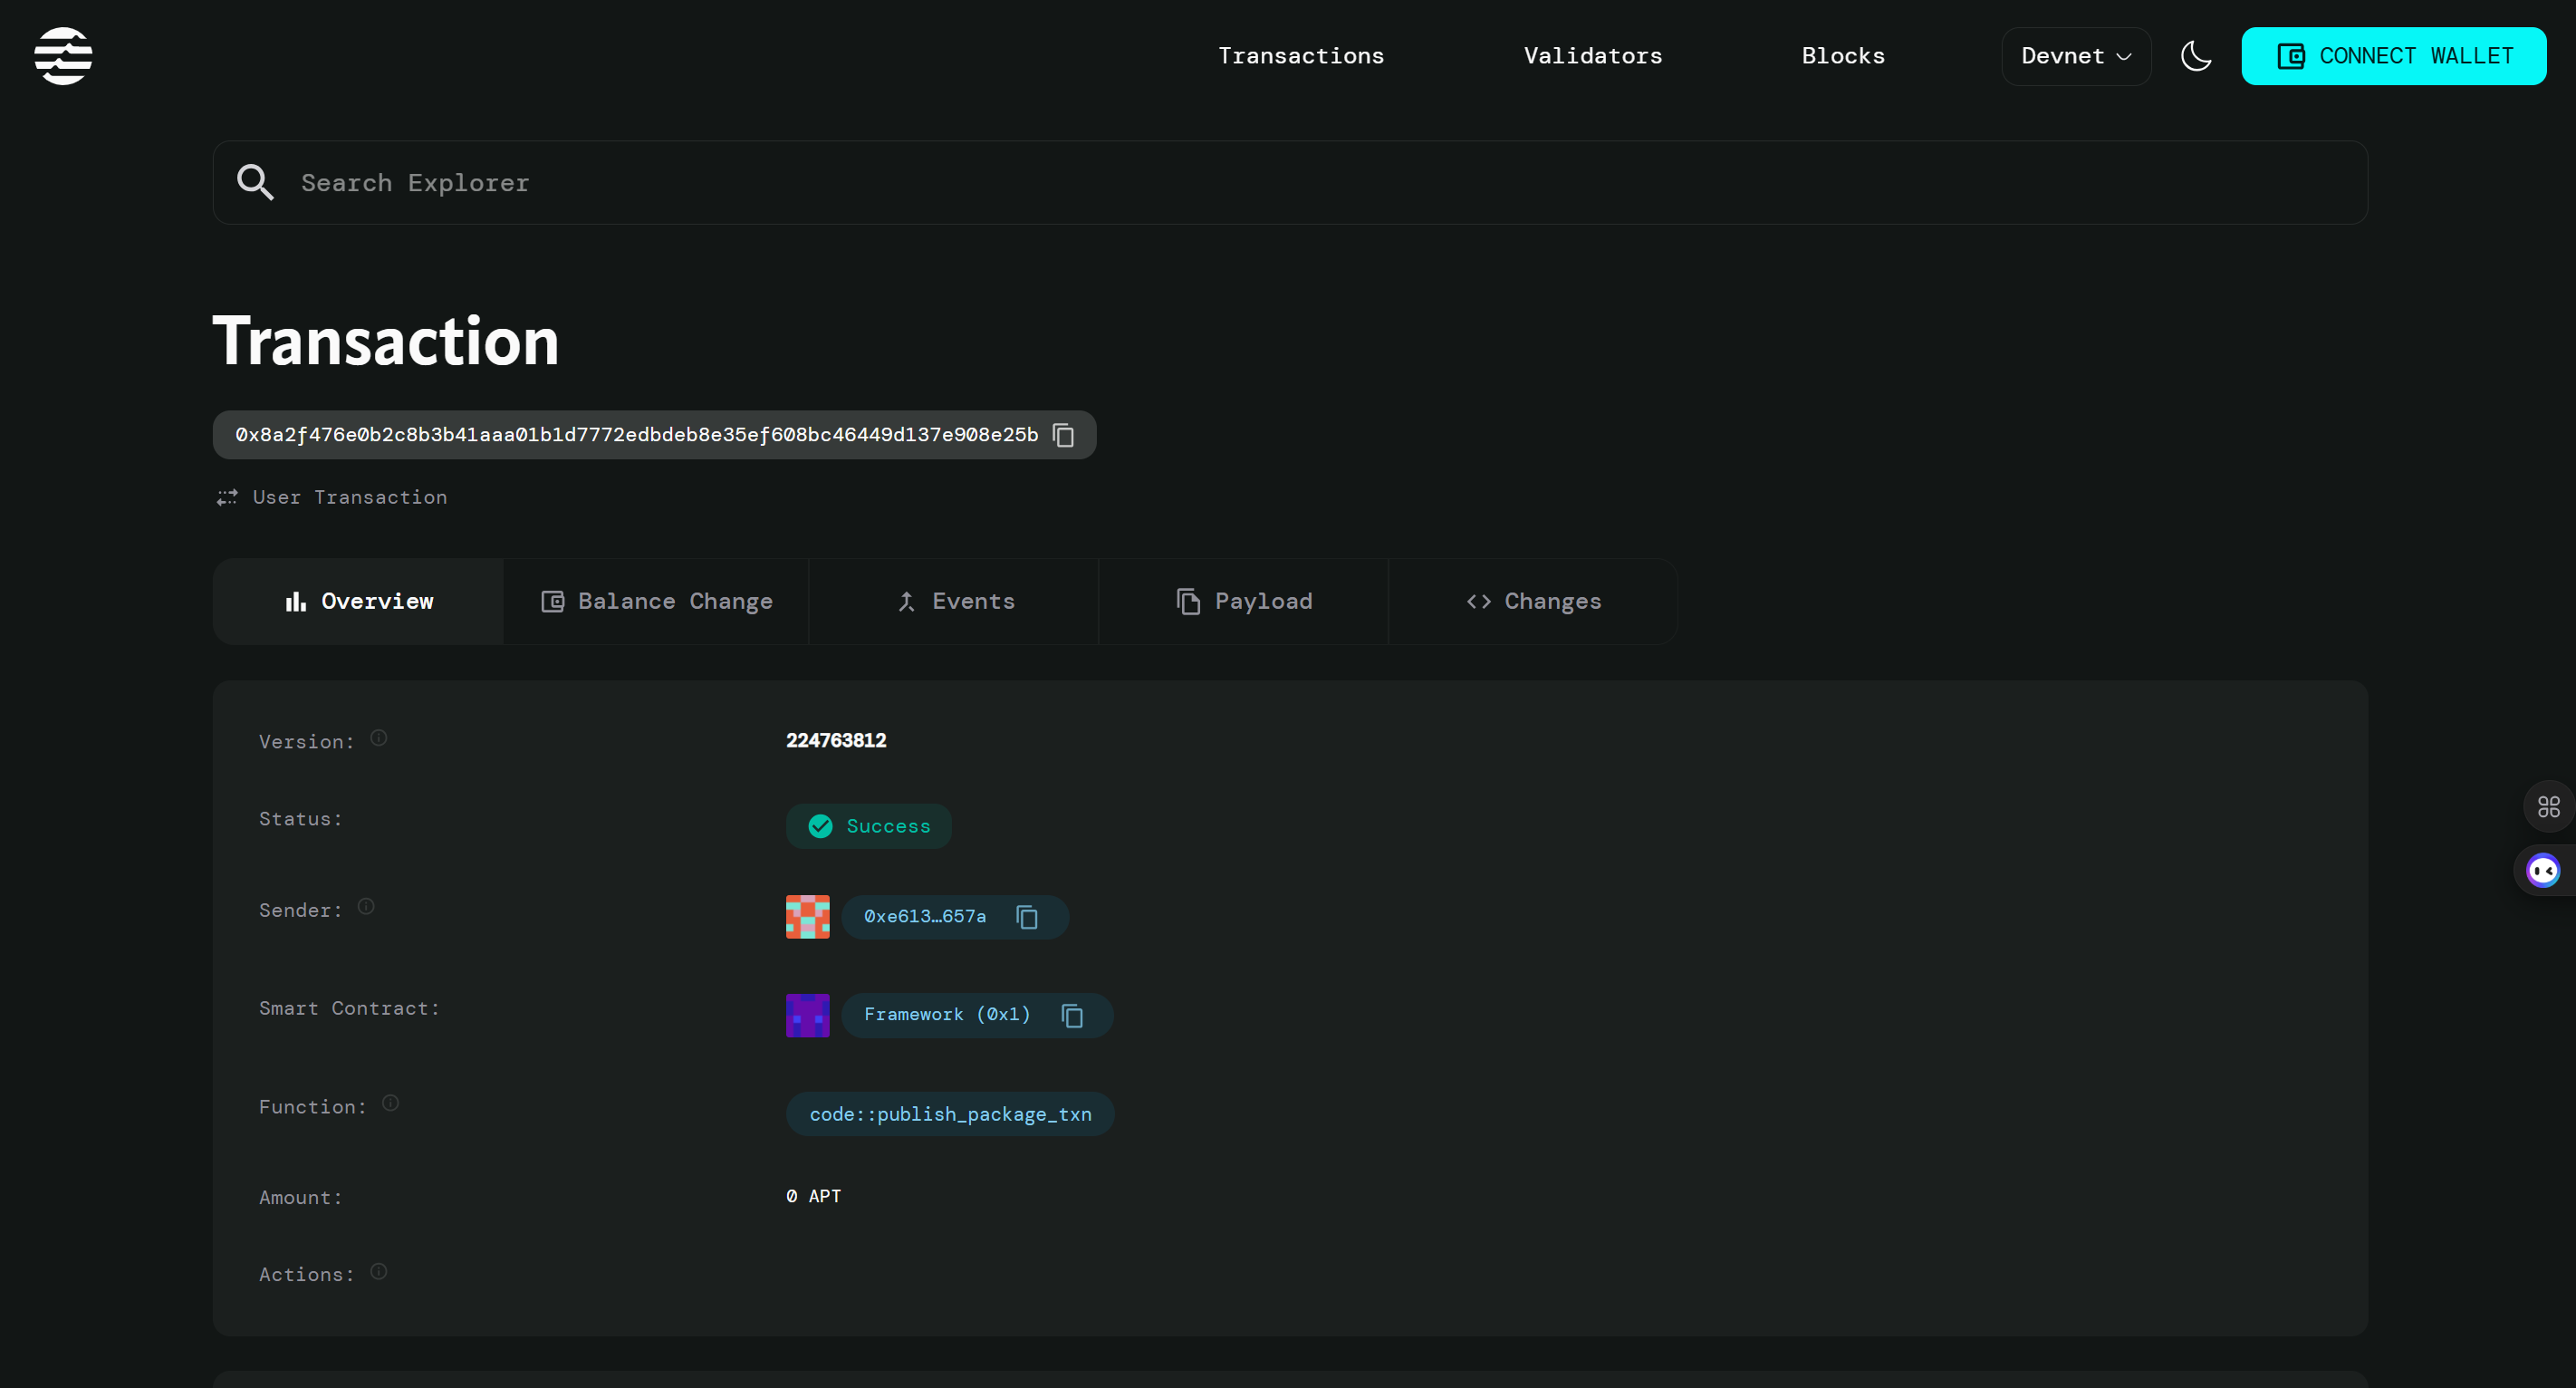 Transactions Validators Blocks Devnet CONNECT WALLET
Search Explorer
Transaction
0x8a2f476e0b2c8b3b41aaa01b1d7772edbdeb8e35ef608bc46449d137e908e25b
User Transaction
Overview Balance Change Events Payload Changes
Version: 224763812
Status: Success
Sender: 0xe613…657a
Smart Contract: Framework (0x1)
Function: code::publish_package_txn
Amount: 0 APT
Actions: